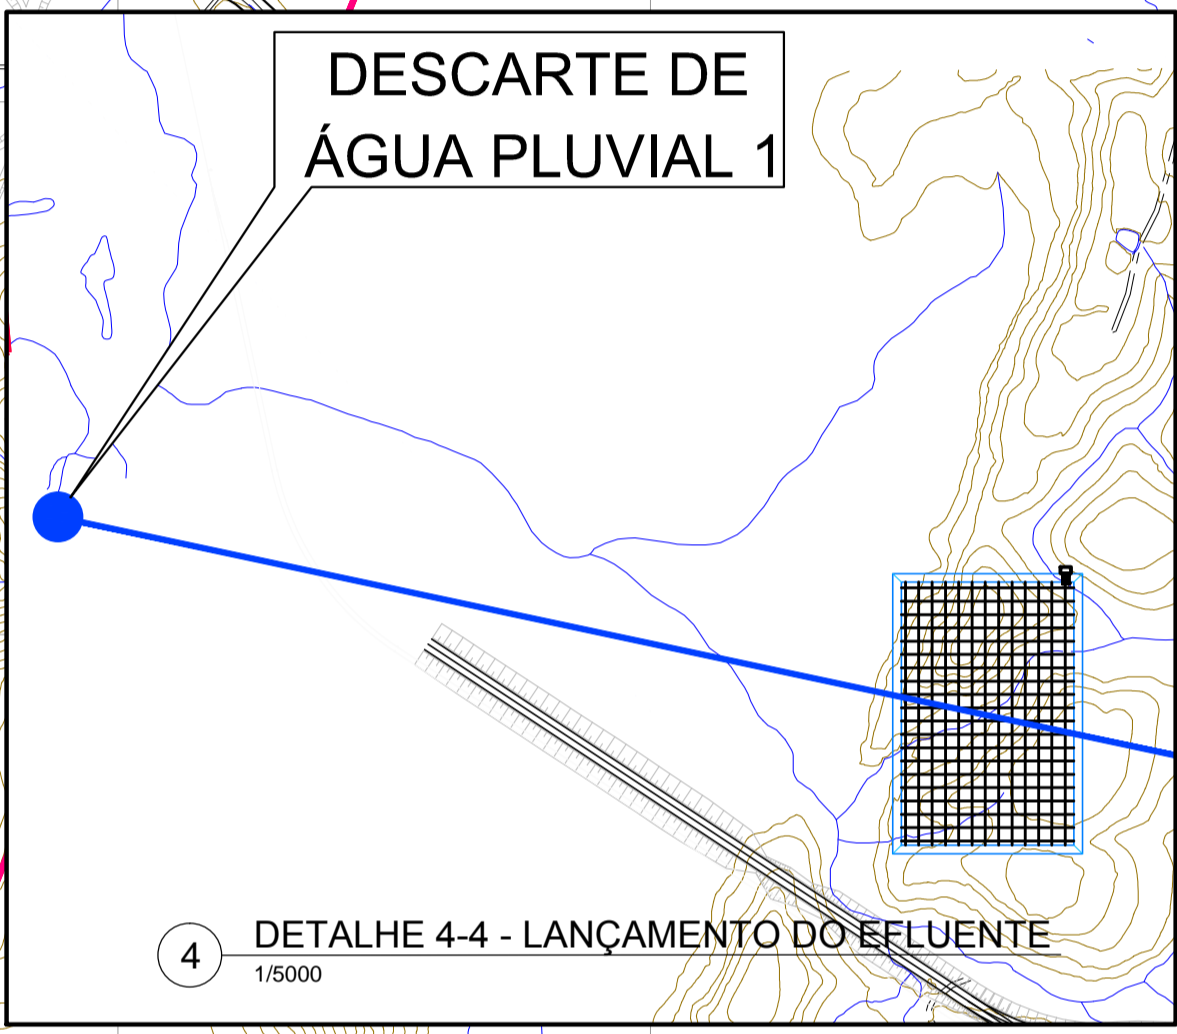 DESCARTE DE
ÁGUA PLUVIAL 1
4
DETALHE 4-4 - LANÇAMENTO DO EFLUENTE
1/5000